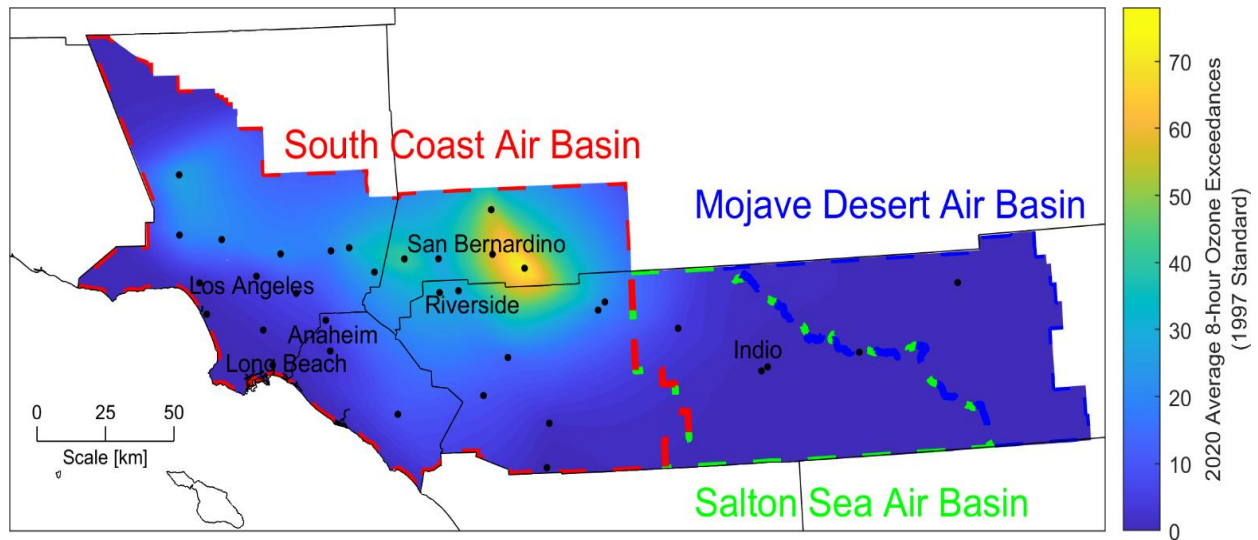 South Coast Air Basin
Mojave Desert Air Basin
San Bernardino
Los Angeles
Riverside
Anaheim
Indio
Long Beach
0 25 50
Scale [km]
Salton Sea Air Basin
70
60
50
40
30
20
10
0
2020 Average 8-hour Ozone Exceedances
(1997 Standard)